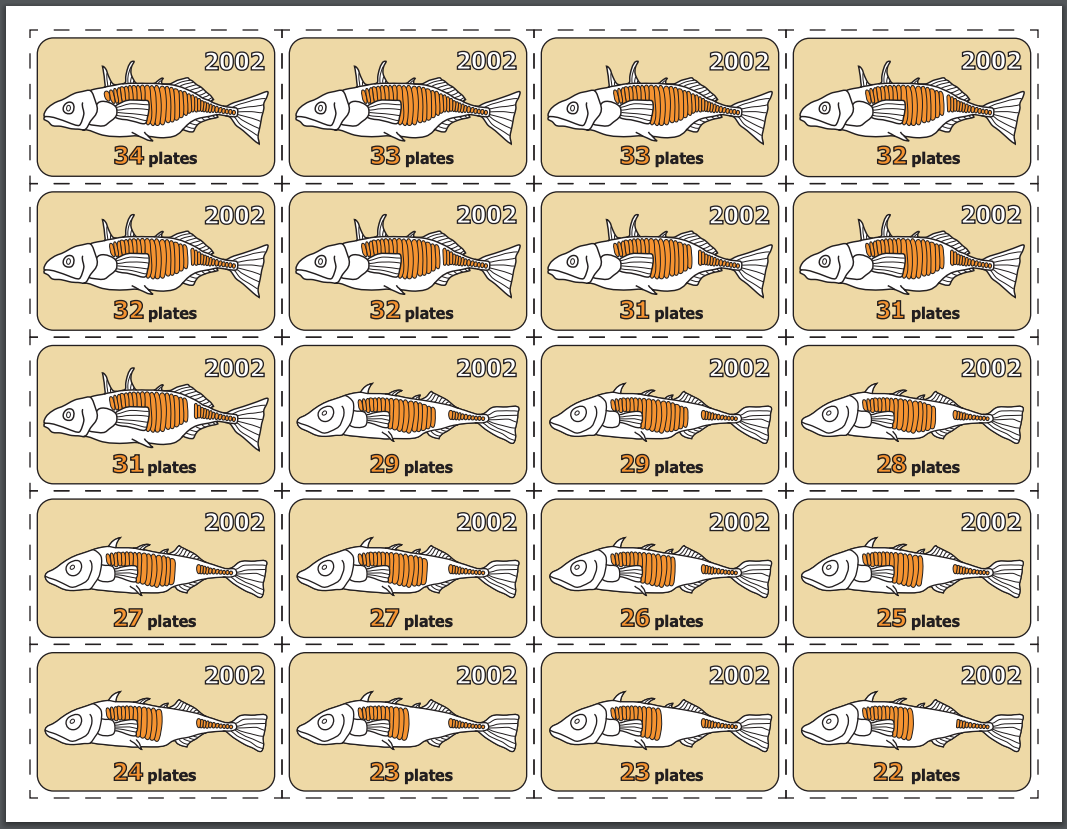 2002
34 plates
2002
33 plates
2002
33 plates
2002
32 plates
2002
32 plates
2002
32 plates
2002
31 plates
2002
31 plates
2002
31 plates
2002
29 plates
2002
29 plates
2002
28 plates
2002
27 plates
2002
27 plates
2002
26 plates
2002
25 plates
2002
24 plates
2002
23 plates
2002
23 plates
2002
22 plates